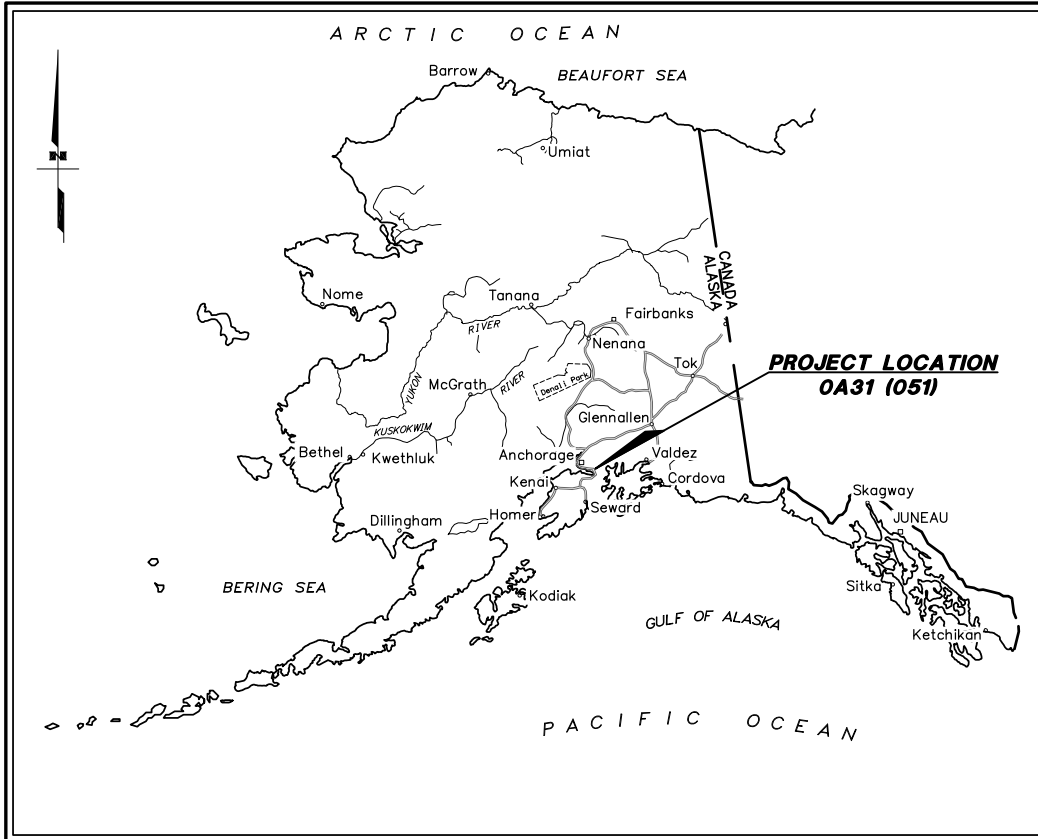 ARCTIC OCEAN
Barrow
BEAUFORT SEA
N
Umiat
CANADA
ALASKA
Nome
Tanana
Fairbanks
RIVER
Nenana
YUKON
McGrath
RIVER
Denali Park
Tok
PROJECT LOCATION
0A31 (051)
Glennallen
KUSKOKWIM
Bethel
Kwethluk
Anchorage
Valdez
Kenai
Cordova
Skagway
Homer
Seward
Dillingham
JUNEAU
BERING SEA
Kodiak
Sitka
GULF OF ALASKA
Ketchikan
PACIFIC OCEAN